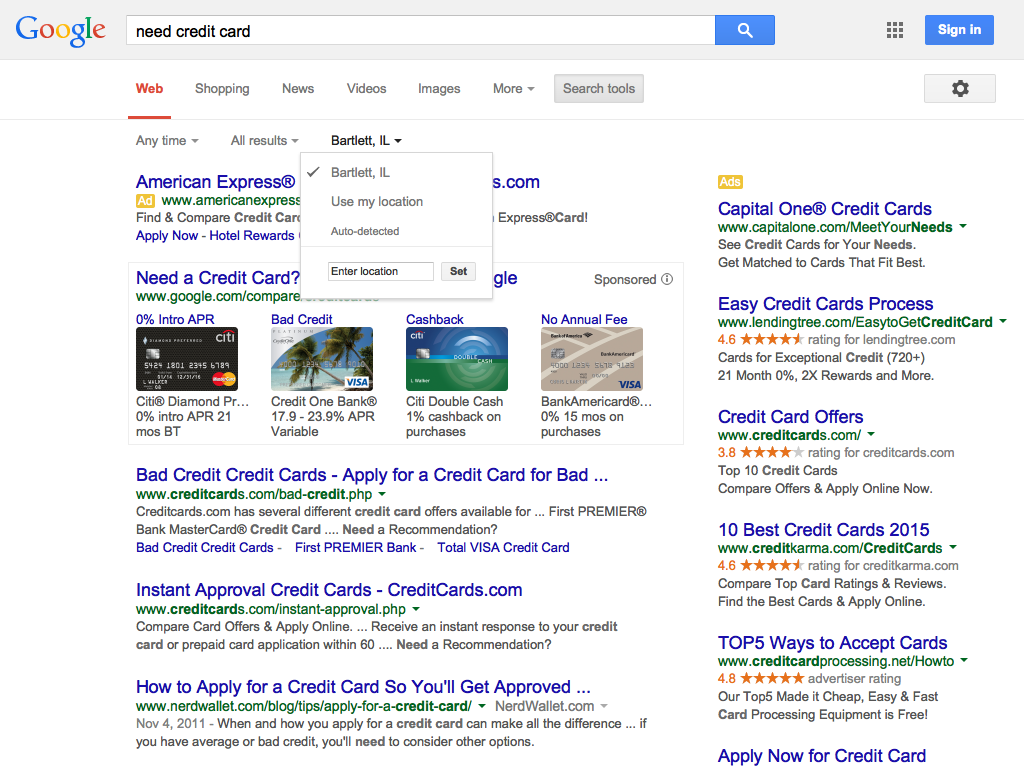 Google
need credit card
Sign in
Web Shopping News Videos Images More Search tools
Any time All results Bartlett, IL
Bartlett, IL
Use my location
Auto-detected
Enter location Set
American Express® s.com
Ad www.americanexpress
Find & Compare Credit Card Express®Card!
Apply Now - Hotel Rewards
Need a Credit Card? gle
Sponsored
www.google.com/compare/creditcards
0% Intro APR
citi
DIAMOND PREFERRED
5424 1801 2345 6789
L WALKER
MasterCard
Citi® Diamond Pr...
0% intro APR 21
mos BT
Bad Credit
PLATINUM
CreditOne
VISA
Credit One Bank®
17.9 - 23.9% APR
Variable
Cashback
citi
DOUBLE
CASH
L Walker
Citi Double Cash
1% cashback on
purchases
No Annual Fee
Bank of America
BankAmericard
VISA
BankAmericard®...
0% 15 mos on
purchases
Bad Credit Credit Cards - Apply for a Credit Card for Bad ...
www.creditcards.com/bad-credit.php
Creditcards.com has several different credit card offers available for ... First PREMIER®
Bank MasterCard® Credit Card .... Need a Recommendation?
Bad Credit Credit Cards - First PREMIER Bank - Total VISA Credit Card
Instant Approval Credit Cards - CreditCards.com
www.creditcards.com/instant-approval.php
Compare Card Offers & Apply Online. ... Receive an instant response to your credit
card or prepaid card application within 60 .... Need a Recommendation?
How to Apply for a Credit Card So You'll Get Approved ...
www.nerdwallet.com/blog/tips/apply-for-a-credit-card/ NerdWallet.com
Nov 4, 2011 - When and how you apply for a credit card can make all the difference ... if
you have average or bad credit, you'll need to consider other options.
Ads
Capital One® Credit Cards
www.capitalone.com/MeetYourNeeds
See Credit Cards for Your Needs.
Get Matched to Cards That Fit Best.
Easy Credit Cards Process
www.lendingtree.com/EasytoGetCreditCard
4.6 rating for lendingtree.com
Cards for Exceptional Credit (720+)
21 Month 0%, 2X Rewards and More.
Credit Card Offers
www.creditcards.com/
3.8 rating for creditcards.com
Top 10 Credit Cards
Compare Offers & Apply Online Now.
10 Best Credit Cards 2015
www.creditkarma.com/CreditCards
4.6 rating for creditkarma.com
Compare Top Card Ratings & Reviews.
Find the Best Cards & Apply Online.
TOP5 Ways to Accept Cards
www.creditcardprocessing.net/Howto
4.8 advertiser rating
Our Top5 Made it Cheap, Easy & Fast
Card Processing Equipment is Free!
Apply Now for Credit Card